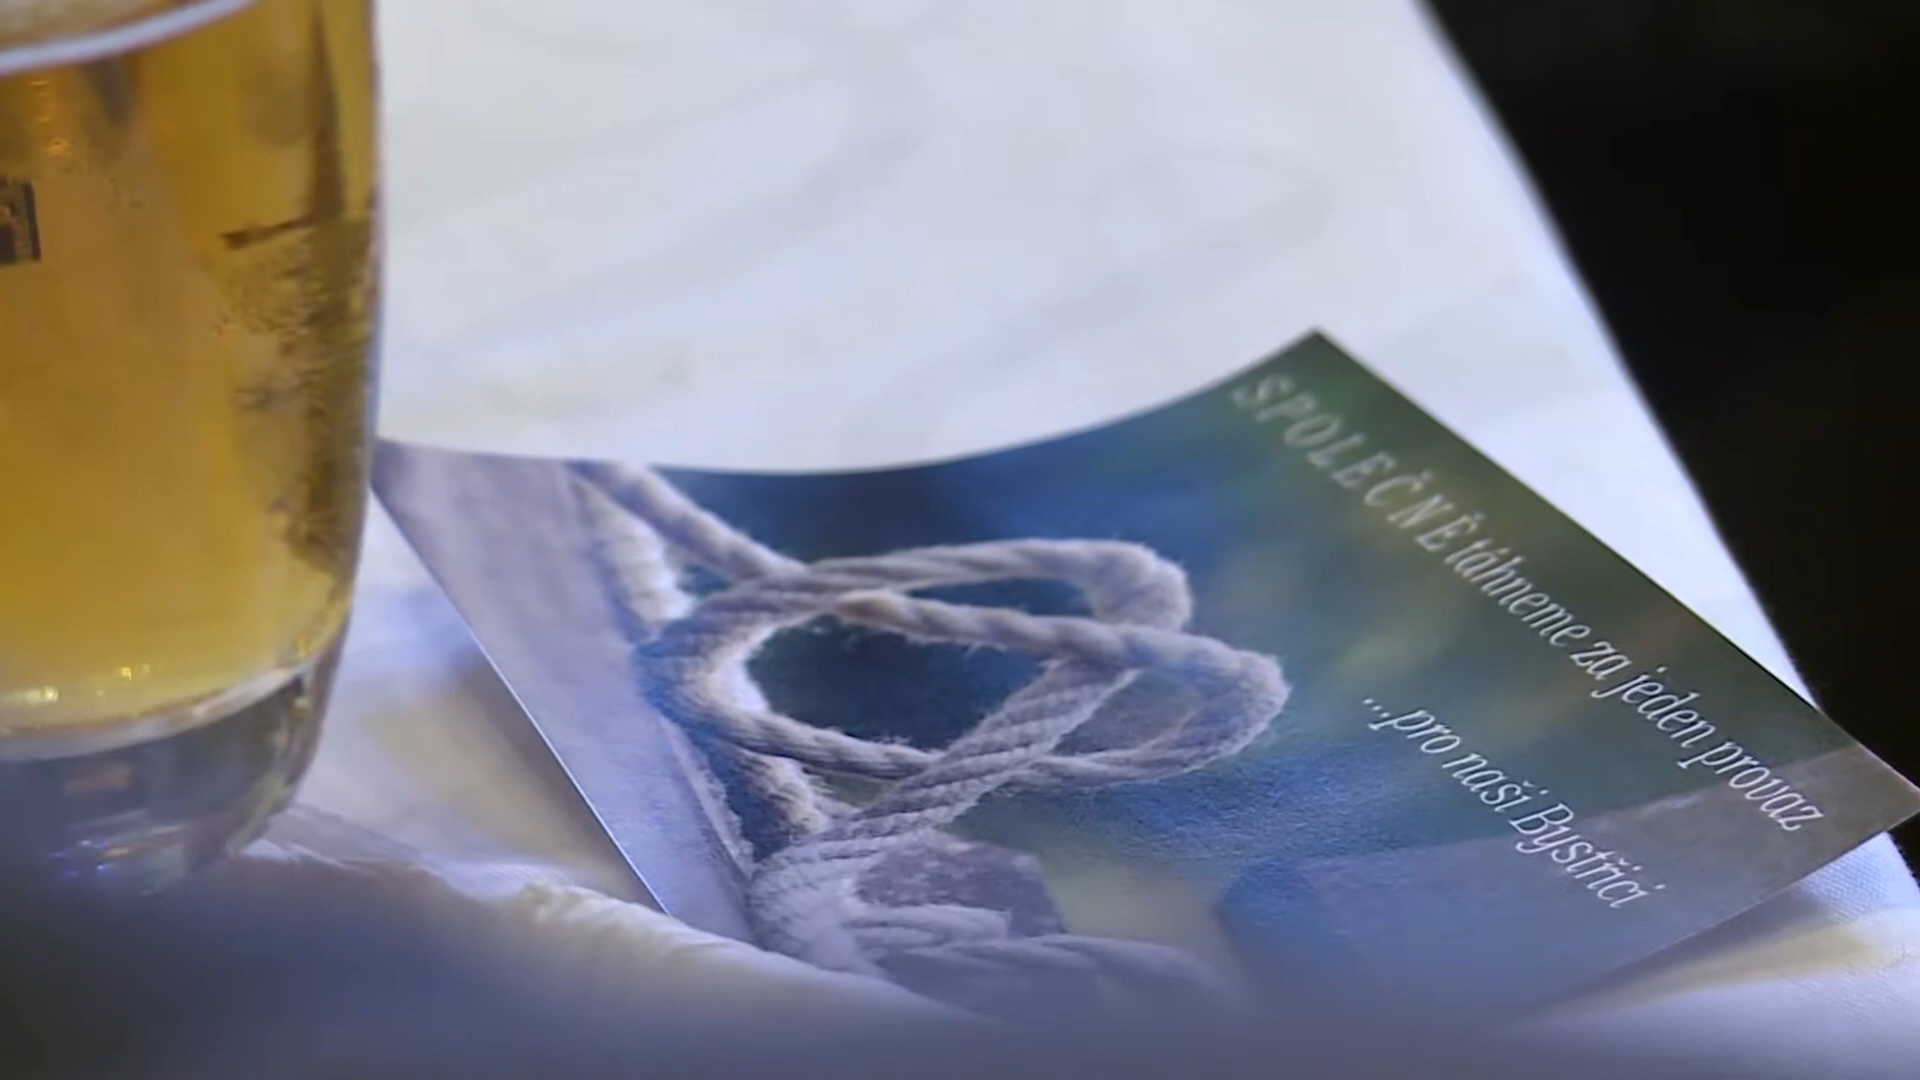 SPOLEČNĚ táhneme za jeden provaz
...pro naši Bystřici